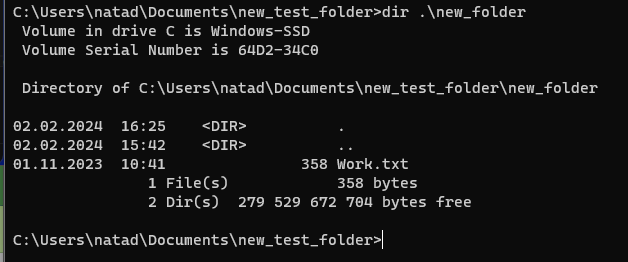 C:\Users\natad\Documents\new_test_folder>dir .\new_folder
Volume in drive C is Windows-SSD
Volume Serial Number is 64D2-34C0
Directory of C:\Users\natad\Documents\new_test_folder\new_folder
02.02.2024  16:25    <DIR>          .
02.02.2024  15:42    <DIR>          ..
01.11.2023  10:41               358 Work.txt
1 File(s)            358 bytes
2 Dir(s)  279 529 672 704 bytes free
C:\Users\natad\Documents\new_test_folder>